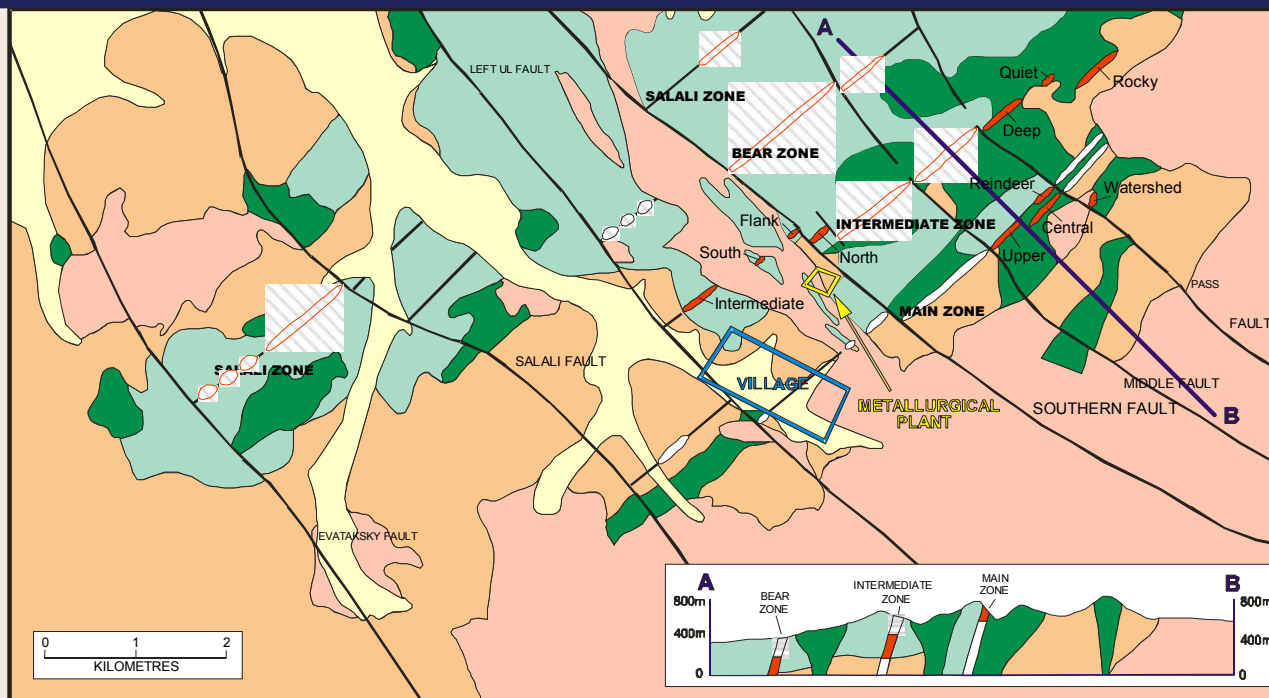 A
LEFT UL FAULT
Quiet
Rocky
SALALI ZONE
Deep
BEAR ZONE
Reindeer
Watershed
Flank
INTERMEDIATE ZONE
Central
South
North
Upper
PASS
FAULT
Intermediate
MAIN ZONE
SALALI FAULT
SALALI ZONE
VILLAGE
MIDDLE FAULT
METALLURGICAL
PLANT
SOUTHERN FAULT
B
EVATAKSKY FAULT
0 1 2
KILOMETRES
A
B
BEAR
ZONE
INTERMEDIATE
ZONE
MAIN
ZONE
800m
400m
0
800m
400m
0